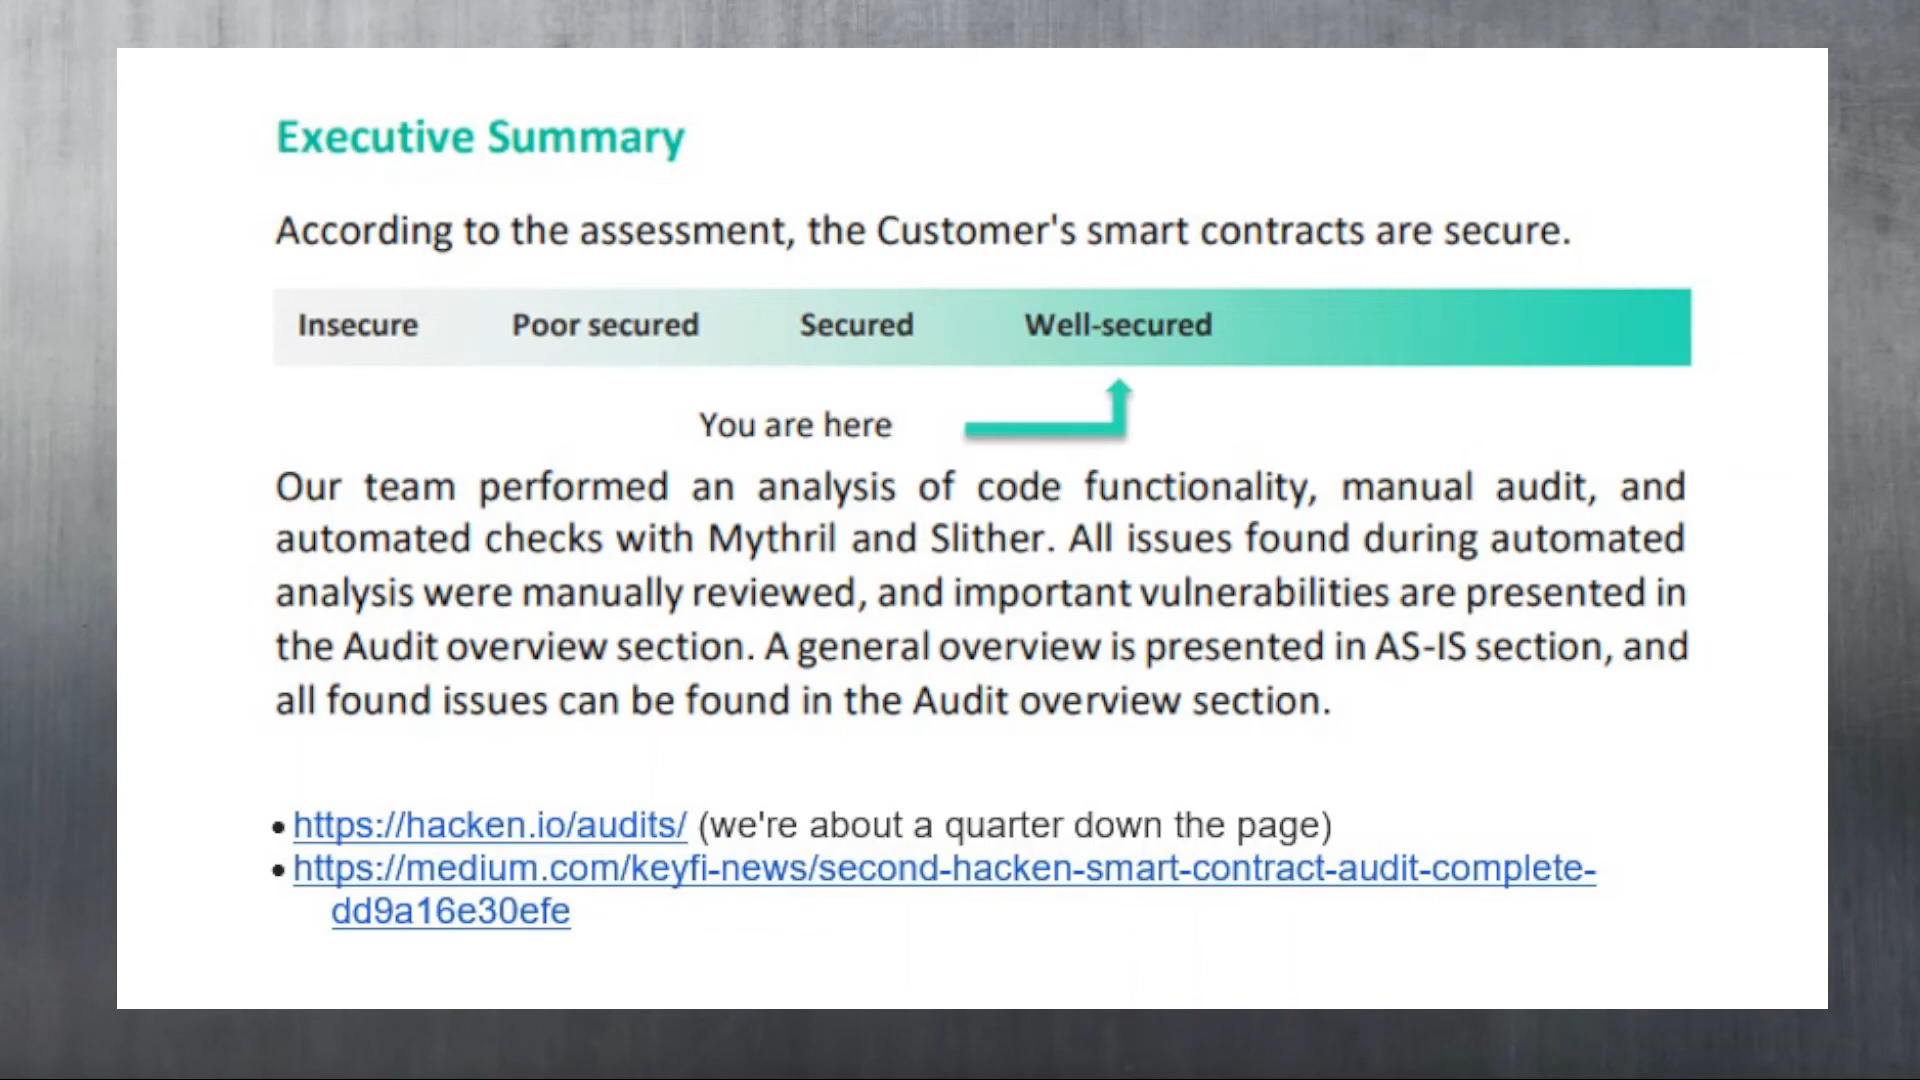 Executive Summary
According to the assessment, the Customer's smart contracts are secure.
Insecure Poor secured Secured Well-secured
You are here
Our team performed an analysis of code functionality, manual audit, and
automated checks with Mythril and Slither. All issues found during automated
analysis were manually reviewed, and important vulnerabilities are presented in
the Audit overview section. A general overview is presented in AS-IS section, and
all found issues can be found in the Audit overview section.
• https://hacken.io/audits/ (we're about a quarter down the page)
• https://medium.com/keyfi-news/second-hacken-smart-contract-audit-complete-
dd9a16e30efe